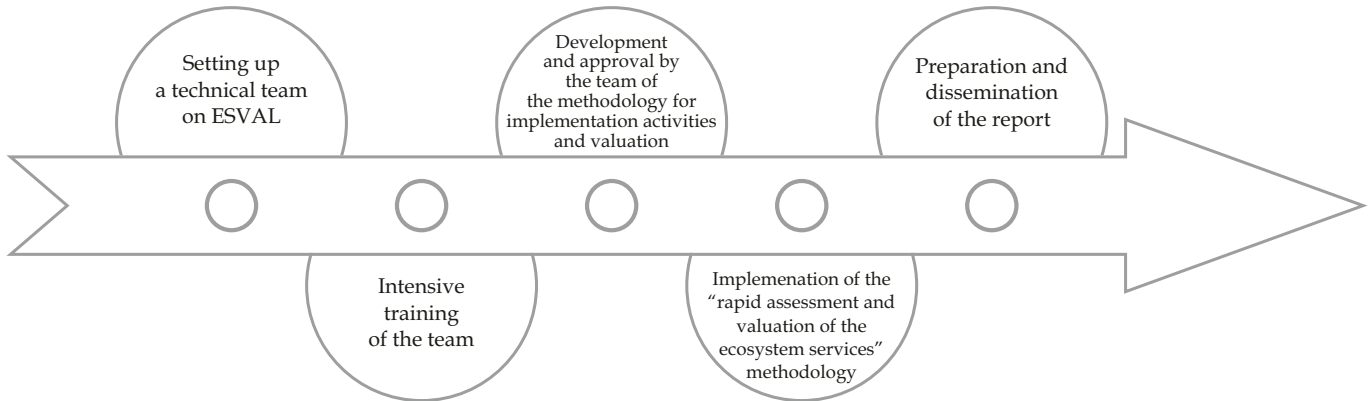 Setting up
a technical team
on ESVAL
Intensive
training
of the team
Development
and approval by
the team of
the methodology for
implementation activities
and valuation
Implemenation of the
“rapid assessment and
valuation of the
ecosystem services”
methodology
Preparation and
dissemination
of the report